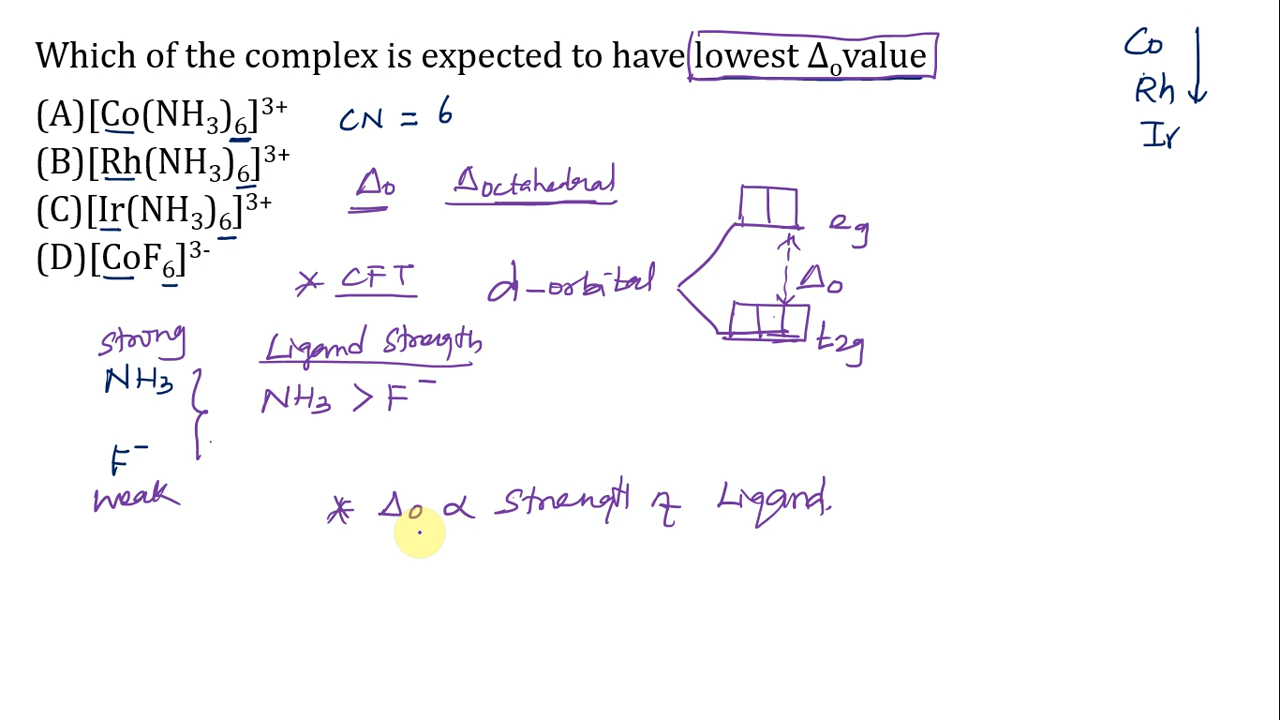 Which of the complex is expected to have lowest Δₒvalue
(A)[Co(NH₃)₆]³⁺ CN = 6
(B)[Rh(NH₃)₆]³⁺
(C)[Ir(NH₃)₆]³⁺
(D)[CoF₆]³⁻
Co
Rh
Ir
Δo Δoctahedral
* CFT d-orbital
eg
Δo
t2g
Strong
NH3
F⁻
weak
Ligand Strength
NH3 > F⁻
* Δo ∝ Strength of Ligand.